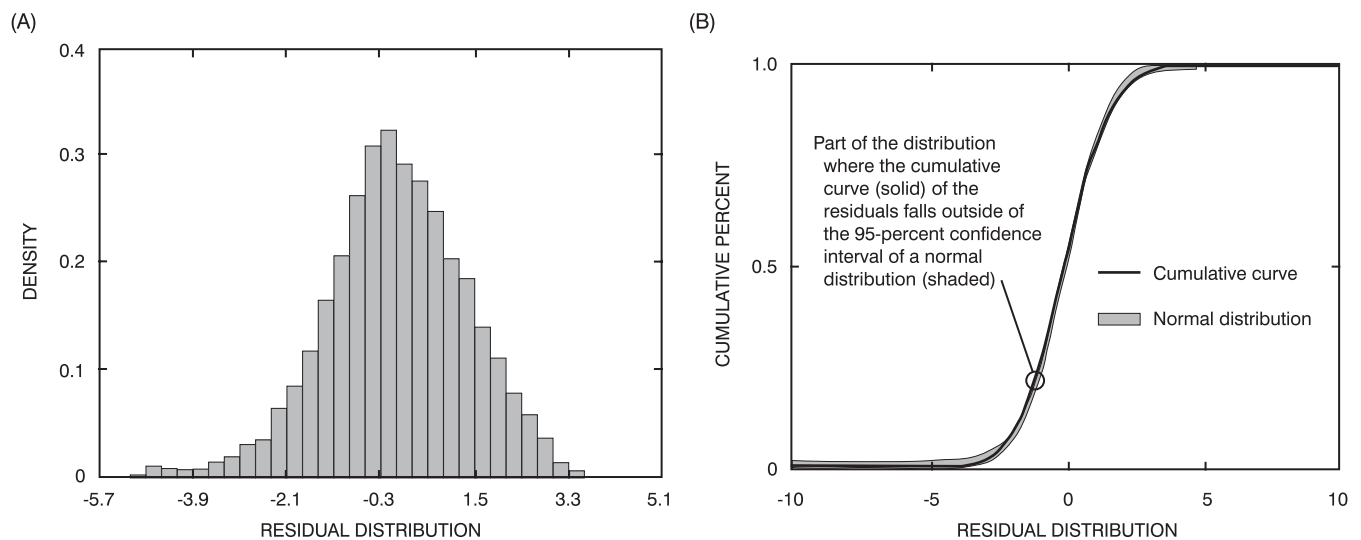 (A)
0.4
0.3
0.2
0.1
0
DENSITY
-5.7 -3.9 -2.1 -0.3 1.5 3.3 5.1
RESIDUAL DISTRIBUTION
(B)
1.0
0.5
0
CUMULATIVE PERCENT
Part of the distribution
where the cumulative
curve (solid) of the
residuals falls outside of
the 95-percent confidence
interval of a normal
distribution (shaded)
Cumulative curve
Normal distribution
-10 -5 0 5 10
RESIDUAL DISTRIBUTION